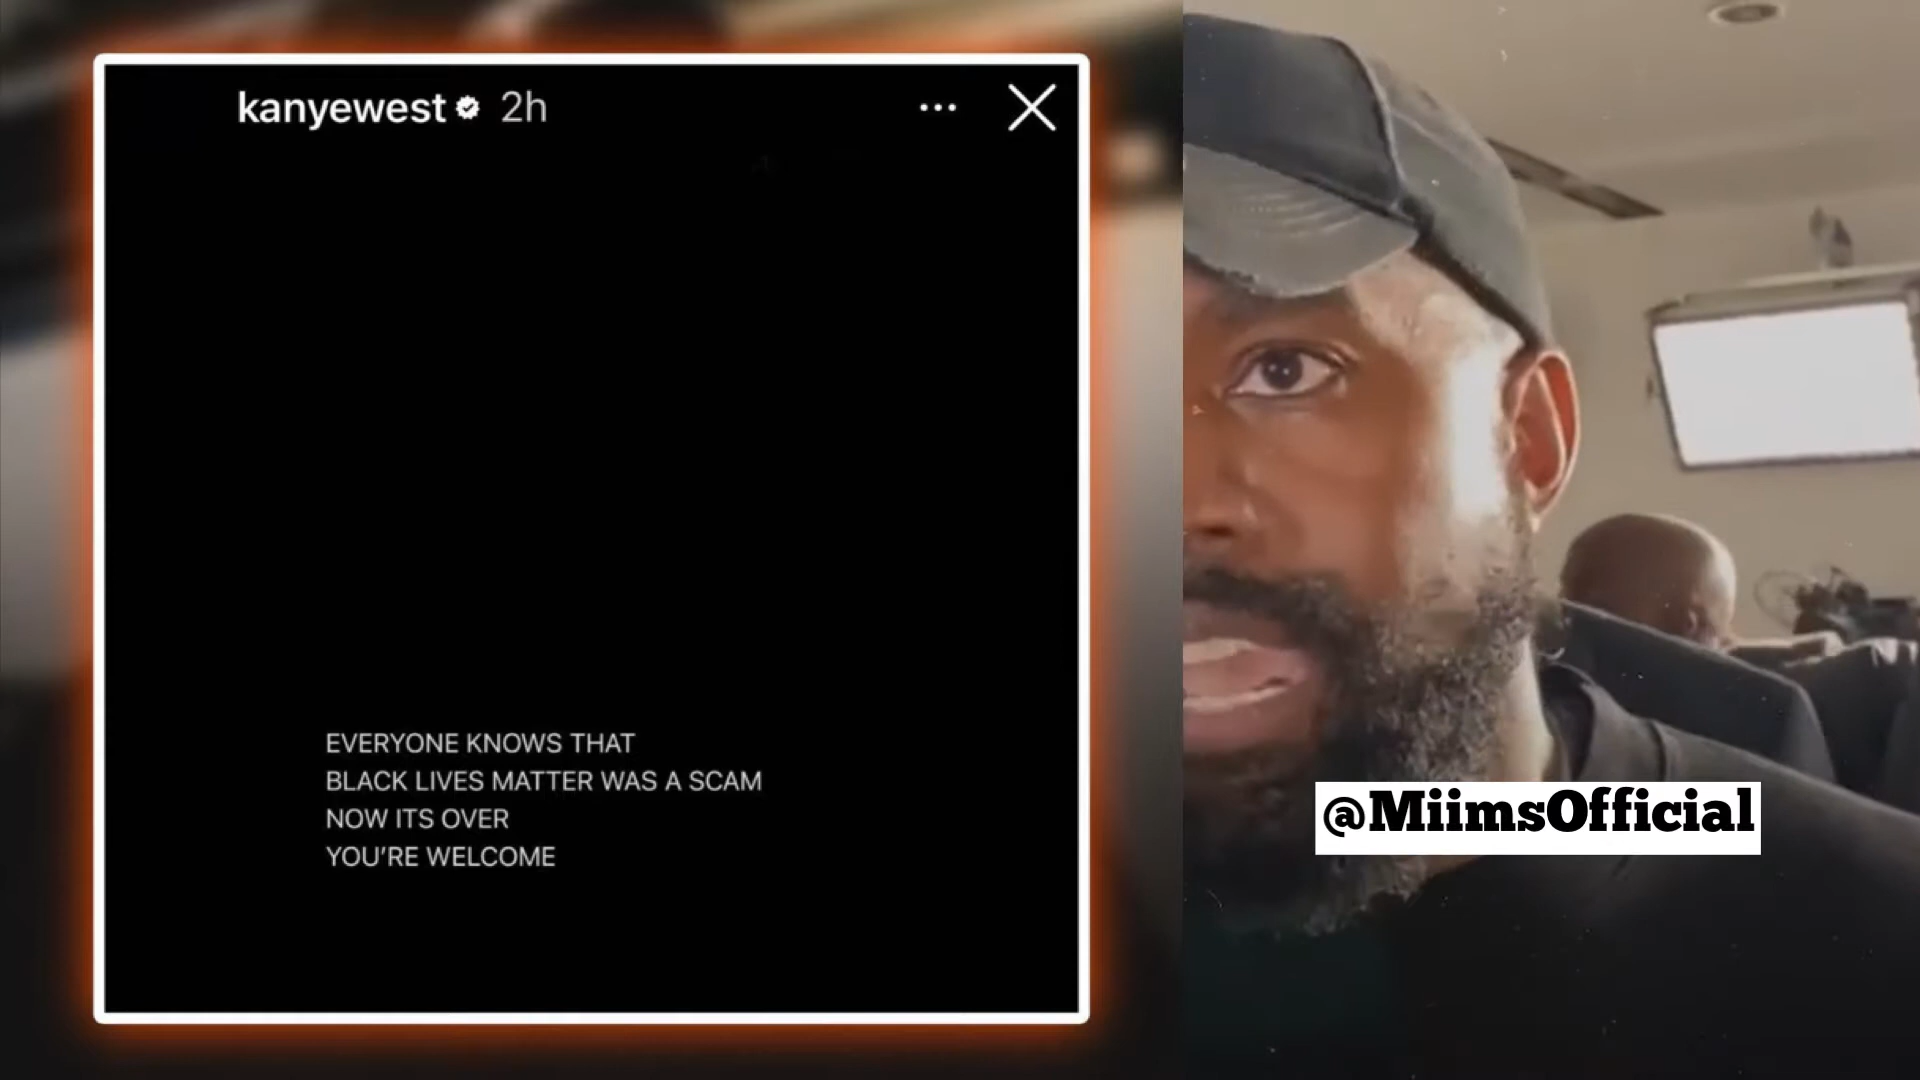 kanyewest 2h
EVERYONE KNOWS THAT
BLACK LIVES MATTER WAS A SCAM
NOW ITS OVER
YOU'RE WELCOME
@MiimsOfficial